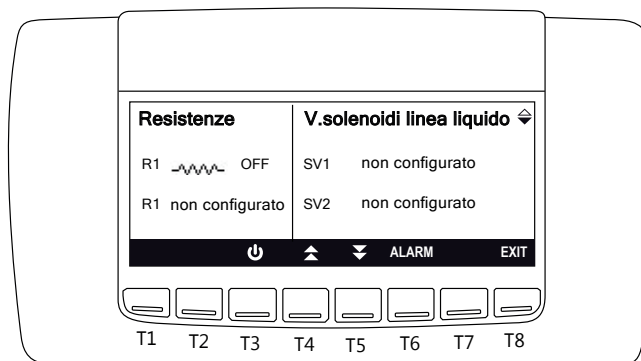 Resistenze
R1 OFF
R1 non configurato
V.solenoidi linea liquido
SV1 non configurato
SV2 non configurato
ALARM EXIT
T1 T2 T3 T4 T5 T6 T7 T8